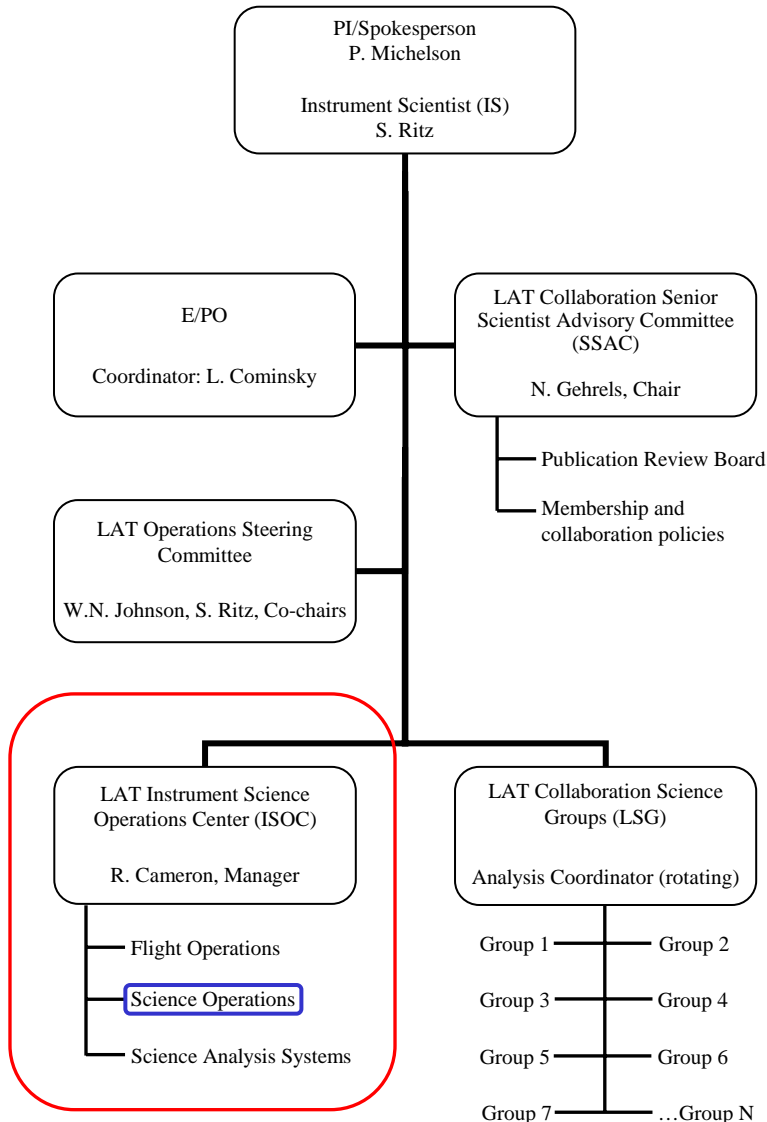 PI/Spokesperson
P. Michelson
Instrument Scientist (IS)
S. Ritz
E/PO
Coordinator: L. Cominsky
LAT Collaboration Senior
Scientist Advisory Committee
(SSAC)
N. Gehrels, Chair
Publication Review Board
Membership and
collaboration policies
LAT Operations Steering
Committee
W.N. Johnson, S. Ritz, Co-chairs
LAT Instrument Science
Operations Center (ISOC)
R. Cameron, Manager
Flight Operations
Science Operations
Science Analysis Systems
LAT Collaboration Science
Groups (LSG)
Analysis Coordinator (rotating)
Group 1
Group 2
Group 3
Group 4
Group 5
Group 6
Group 7
…Group N